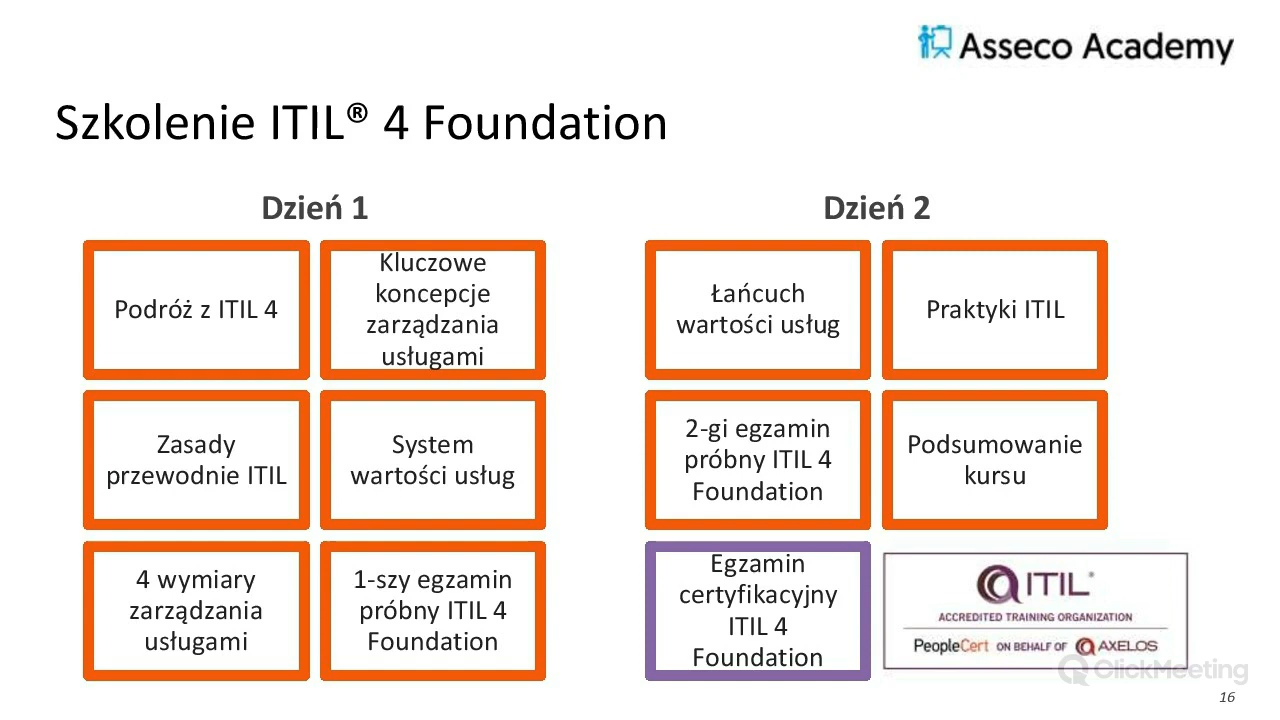 Asseco Academy
Szkolenie ITIL® 4 Foundation
Dzień 1
Podróż z ITIL 4
Kluczowe
koncepcje
zarządzania
usługami
Zasady
przewodnie ITIL
System
wartości usług
4 wymiary
zarządzania
usługami
1-szy egzamin
próbny ITIL 4
Foundation
Dzień 2
Łańcuch
wartości usług
Praktyki ITIL
2-gi egzamin
próbny ITIL 4
Foundation
Podsumowanie
kursu
Egzamin
certyfikacyjny
ITIL 4
Foundation
ITIL®
ACCREDITED TRAINING ORGANIZATION
PeopleCert ON BEHALF OF AXELOS
ClickMeeting
16